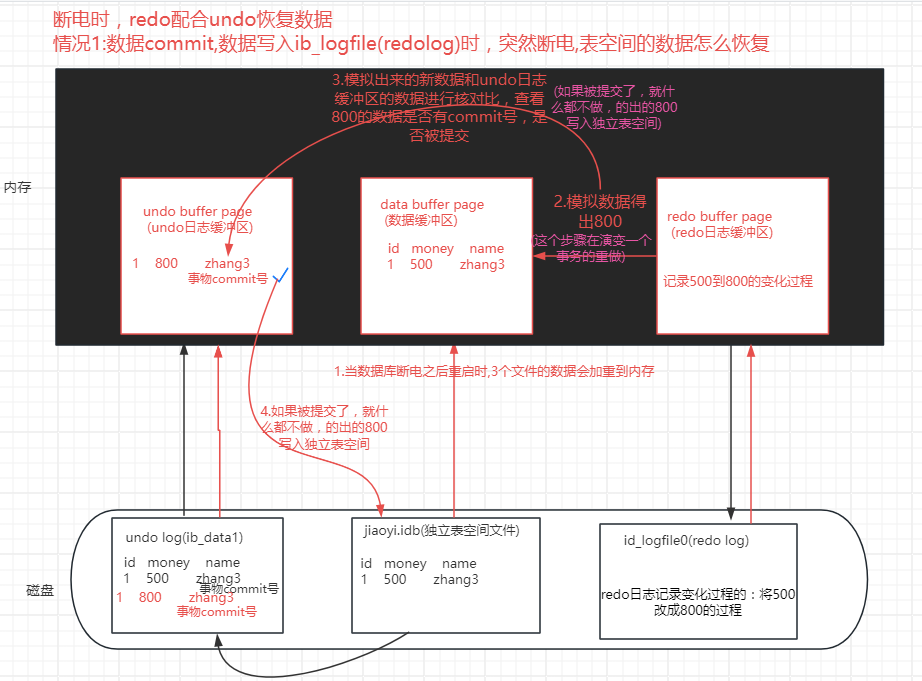 断电时，redo配合undo恢复数据
情况1:数据commit,数据写入ib_logfile(redolog)时，突然断电,表空间的数据怎么恢复
3.模拟出来的新数据和undo日志
缓冲区的数据进行核对比，查看
800的数据是否有commit号，是
否被提交
(如果被提交了，就什
么都不做，的出的800
写入独立表空间)
内存
undo buffer page
(undo日志缓冲区)
1 800 zhang3
事物commit号
data buffer page
(数据缓冲区)
id money name
1 500 zhang3
2.模拟数据得
出800
(这个步骤在演变一个
事务的重做)
redo buffer page
(redo日志缓冲区)
记录500到800的变化过程
1.当数据库断电之后重启时,3个文件的数据会加重到内存
4.如果被提交了，就什
么都不做，的出的800
写入独立表空间
磁盘
undo log(ib_data1)
id money name
1 500 zhang3
事物commit号
1 800 zhang3
事物commit号
jiaoyi.idb(独立表空间文件)
id money name
1 500 zhang3
id_logfile0(redo log)
redo日志记录变化过程的：将500
改成800的过程